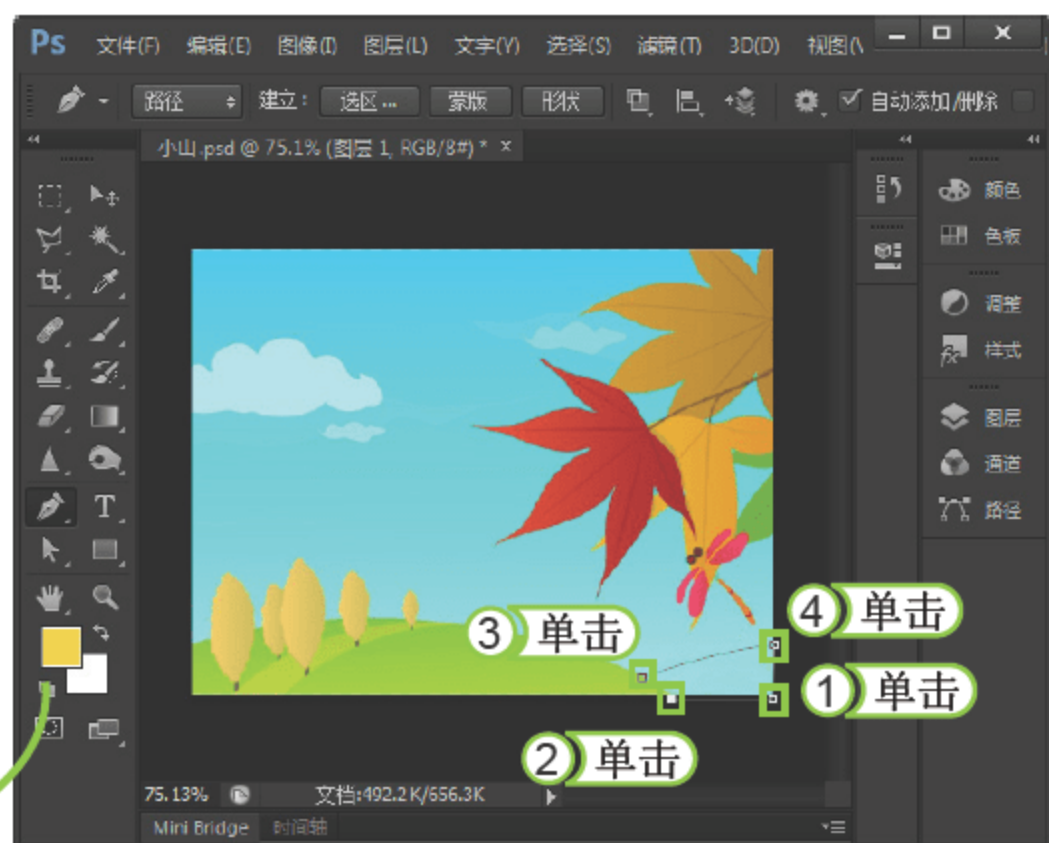 Ps 文件(F) 编辑(E) 图像(I) 图层(L) 文字(Y) 选择(S) 滤镜(T) 3D(D) 视图(V
路径 建立： 选区... 蒙版 形状 自动添加/删除
小山.psd @ 75.1% (图层 1, RGB/8#) * x
颜色
色板
调整
样式
图层
通道
路径
T
④ 单击
③ 单击
① 单击
② 单击
75.13% 文档:492.2K/656.3K
Mini Bridge 时间轴